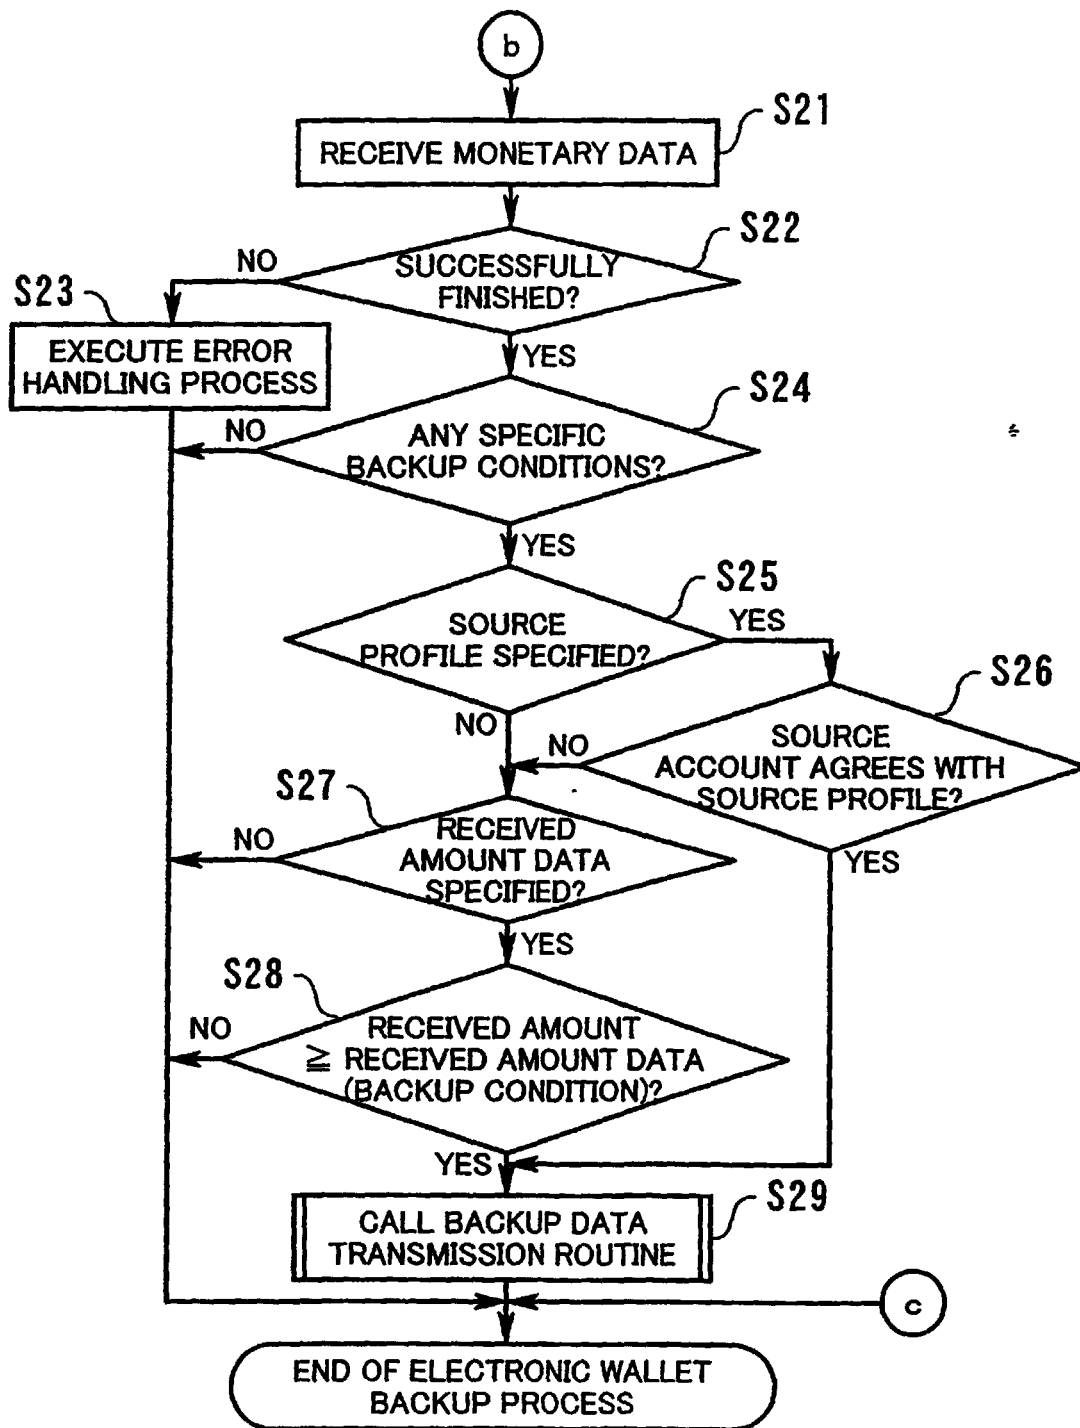 b
S21
RECEIVE MONETARY DATA
S22
SUCCESSFULLY
FINISHED?
NO
YES
S23
EXECUTE ERROR
HANDLING PROCESS
S24
ANY SPECIFIC
BACKUP CONDITIONS?
NO
YES
S25
SOURCE
PROFILE SPECIFIED?
YES
NO
S26
SOURCE
ACCOUNT AGREES WITH
SOURCE PROFILE?
NO
YES
S27
RECEIVED
AMOUNT DATA
SPECIFIED?
NO
YES
S28
RECEIVED AMOUNT
≧ RECEIVED AMOUNT DATA
(BACKUP CONDITION)?
NO
YES
S29
CALL BACKUP DATA
TRANSMISSION ROUTINE
c
END OF ELECTRONIC WALLET
BACKUP PROCESS